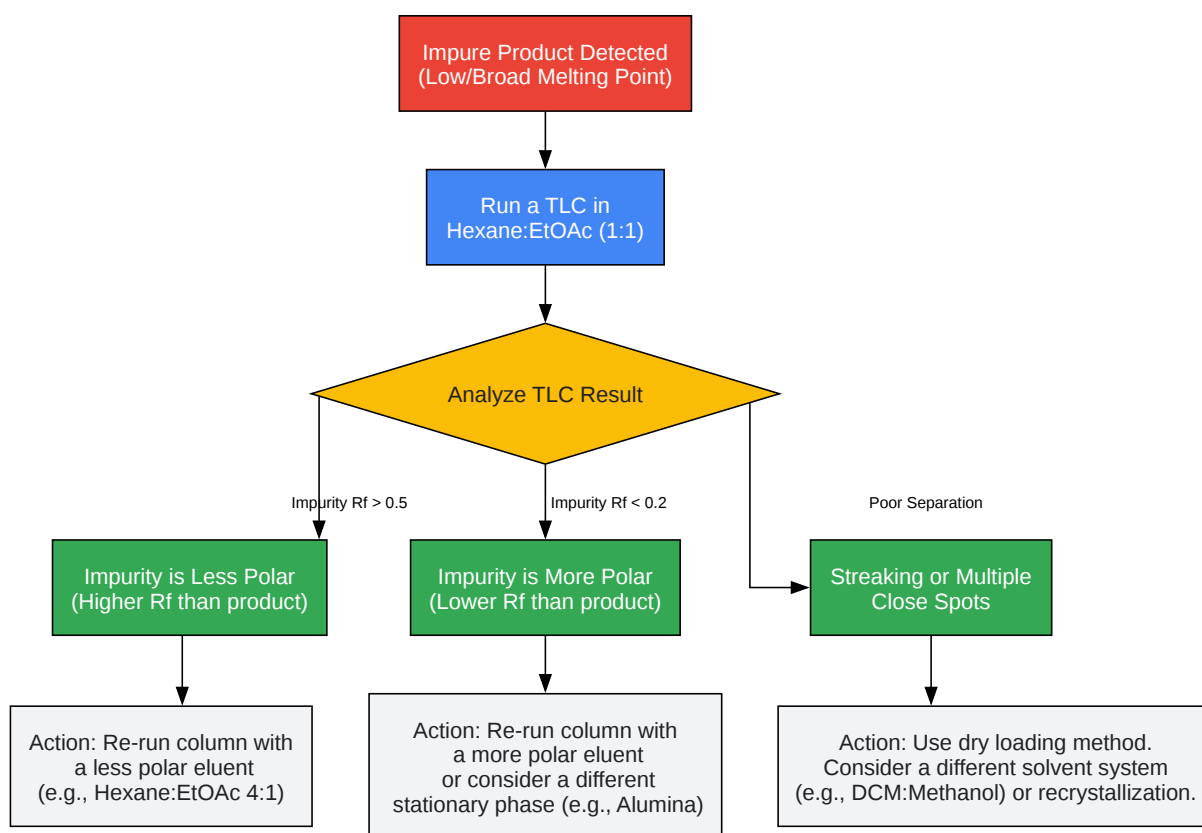 Impure Product Detected
(Low/Broad Melting Point)
Run a TLC in
Hexane:EtOAc (1:1)
Analyze TLC Result
Impurity Rf > 0.5
Impurity Rf < 0.2
Poor Separation
Impurity is Less Polar
(Higher Rf than product)
Impurity is More Polar
(Lower Rf than product)
Streaking or Multiple
Close Spots
Action: Re-run column with
a less polar eluent
(e.g., Hexane:EtOAc 4:1)
Action: Re-run column with
a more polar eluent
or consider a different
stationary phase (e.g., Alumina)
Action: Use dry loading method.
Consider a different solvent system
(e.g., DCM:Methanol) or recrystallization.